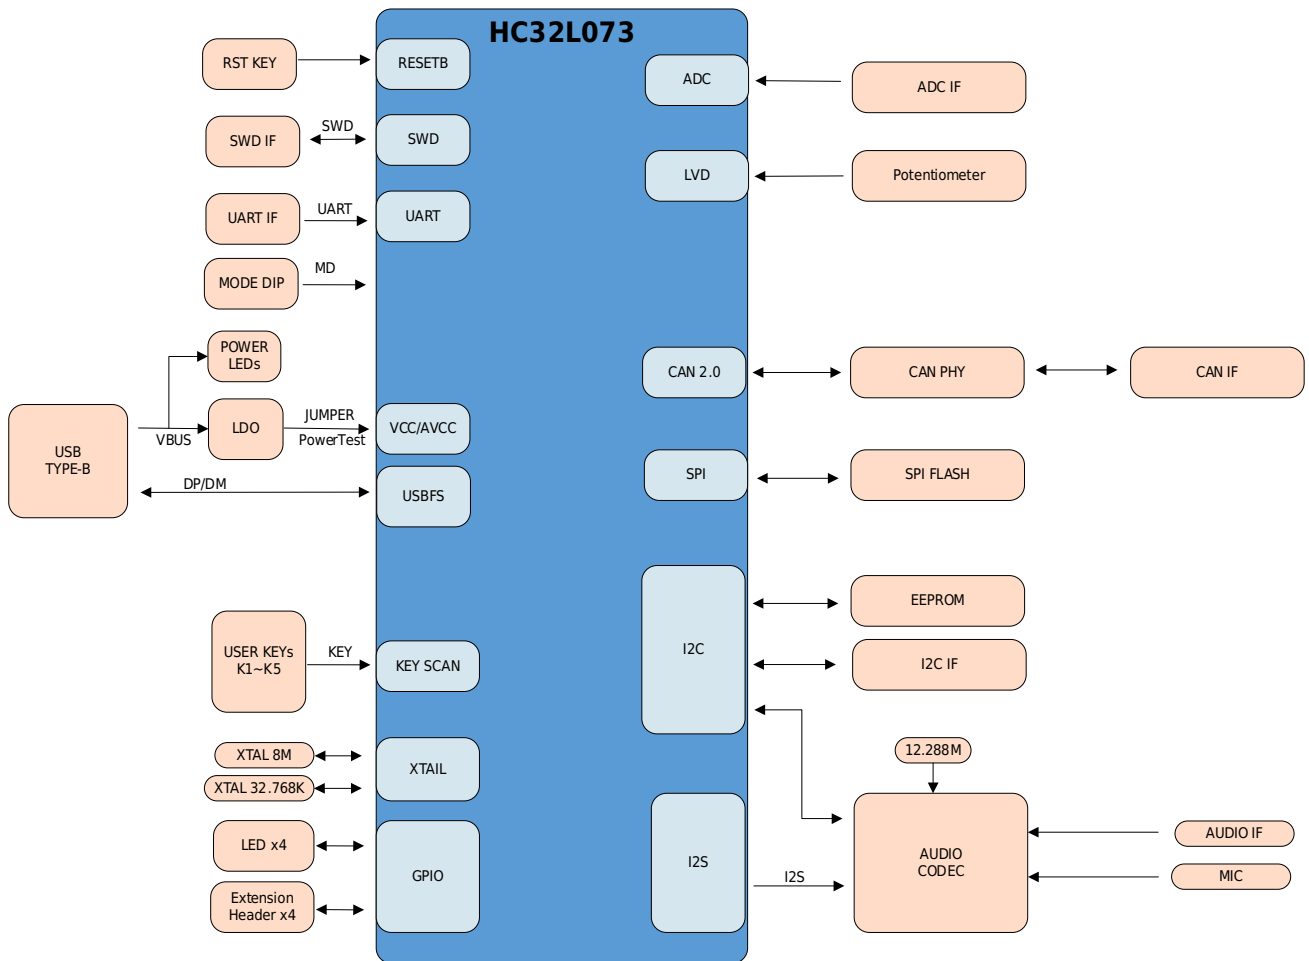 HC32L073
RST KEY
RESETB
ADC
ADC IF
SWD IF
SWD
SWD
LVD
Potentiometer
UART IF
UART
UART
MODE DIP
MD
POWER
LEDs
CAN 2.0
CAN PHY
CAN IF
USB
TYPE-B
VBUS
LDO
JUMPER
PowerTest
VCC/AVCC
DP/DM
USBFS
SPI
SPI FLASH
I2C
EEPROM
I2C IF
USER KEYs
K1~K5
KEY
KEY SCAN
XTAL 8M
XTAL 32.768K
XTAIL
12.288M
LED x4
Extension
Header x4
GPIO
I2S
I2S
AUDIO
CODEC
AUDIO IF
MIC